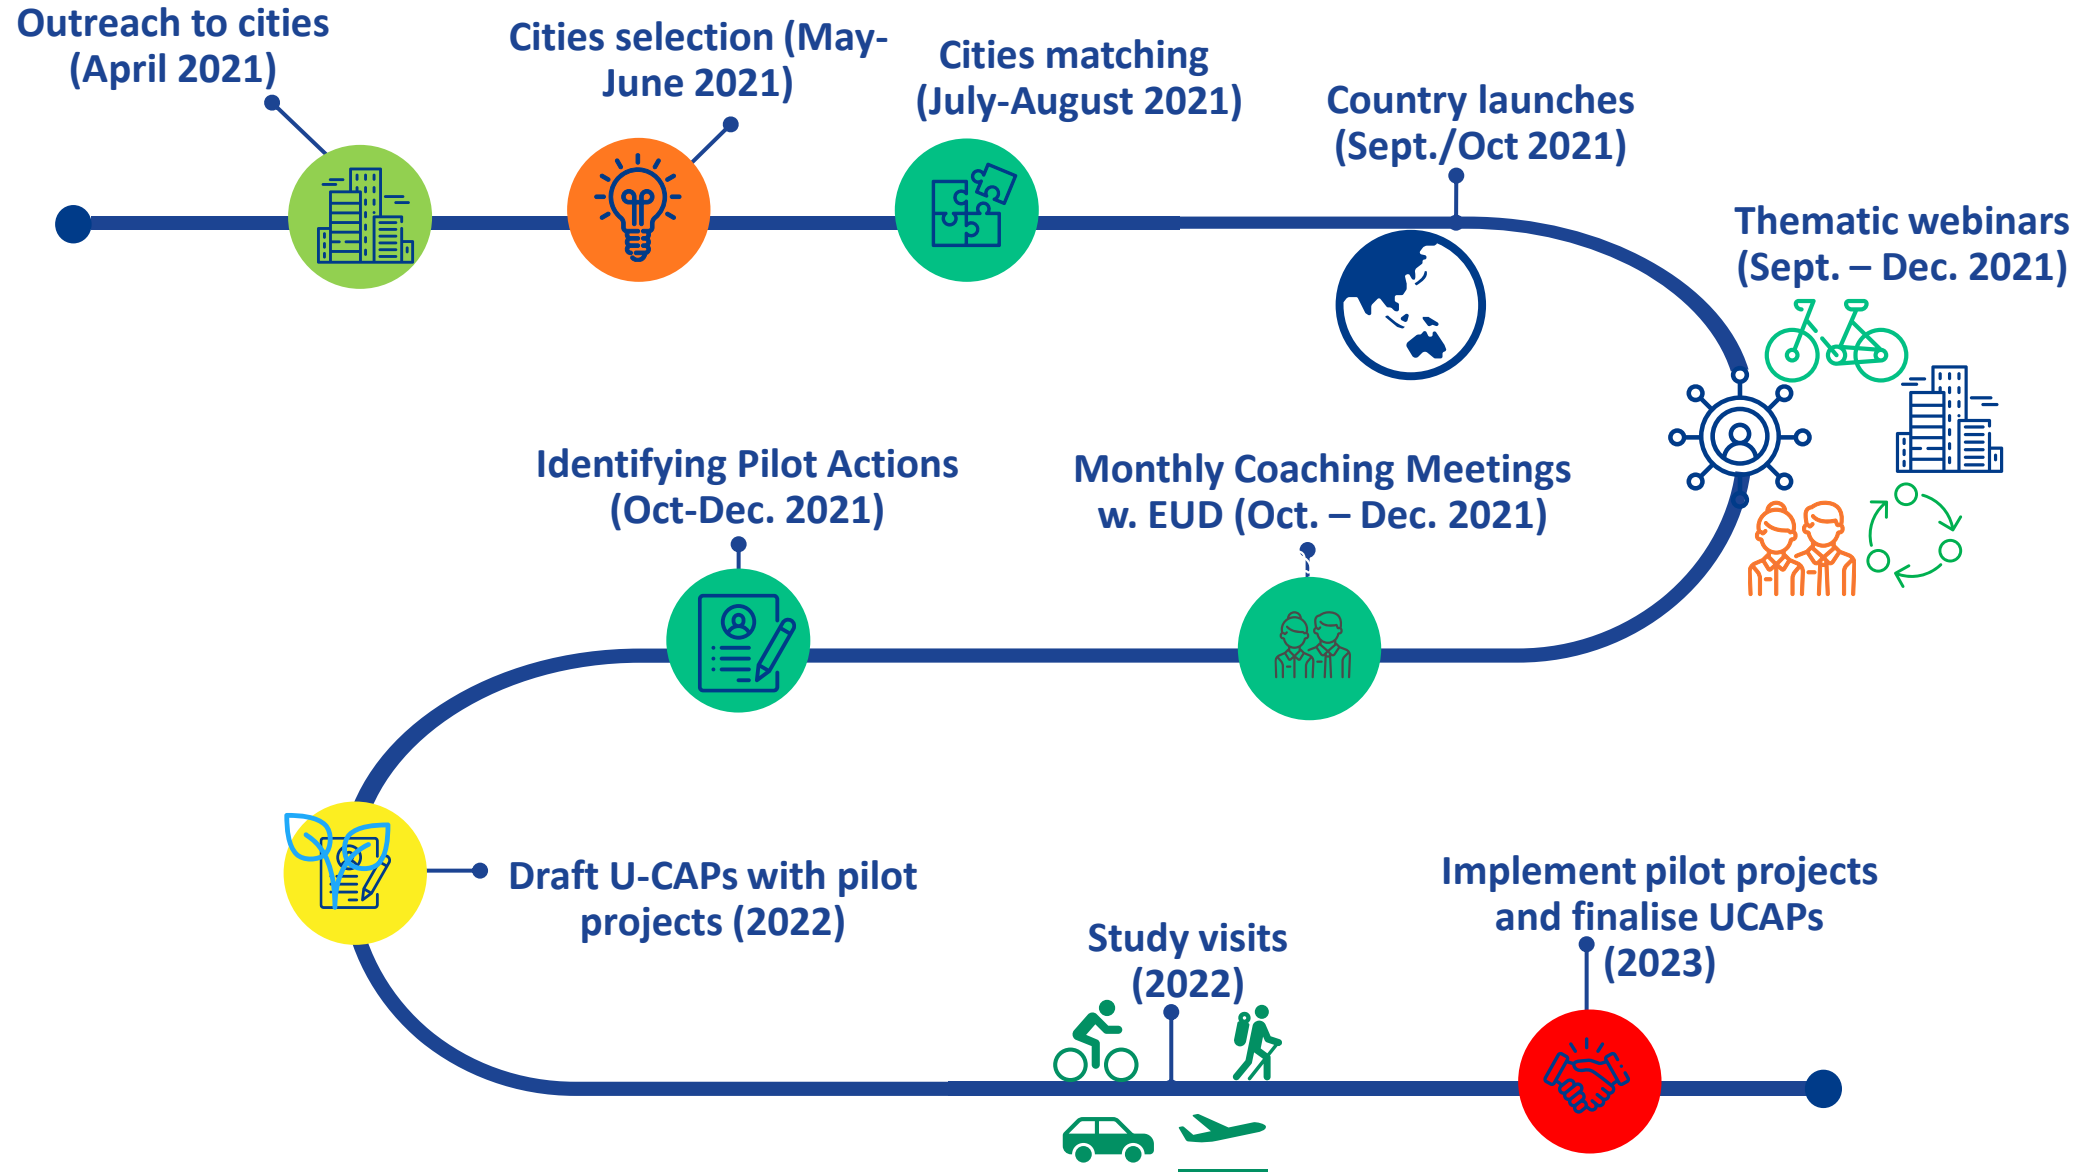 Outreach to cities
(April 2021)
Cities selection (May-
June 2021)
Cities matching
(July-August 2021)
Country launches
(Sept./Oct 2021)
Thematic webinars
(Sept. – Dec. 2021)
Monthly Coaching Meetings
w. EUD (Oct. – Dec. 2021)
Identifying Pilot Actions
(Oct-Dec. 2021)
Draft U-CAPs with pilot
projects (2022)
Study visits
(2022)
Implement pilot projects
and finalise UCAPs
(2023)